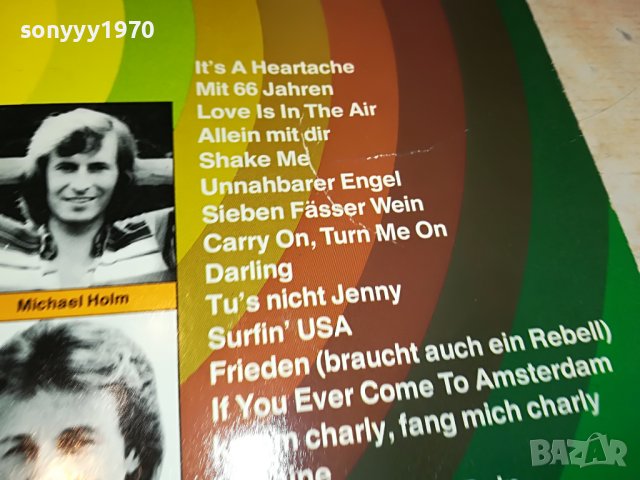 sonyyy1970
It's A Heartache
Mit 66 Jahren
Love Is In The Air
Allein mit dir
Shake Me
Unnahbarer Engel
Sieben Fässer Wein
Carry On, Turn Me On
Darling
Tu's nicht Jenny
Surfin' USA
Frieden (braucht auch ein Rebell)
If You Ever Come To Amsterdam
charly, fang mich charly
Michael Holm
BAZAR